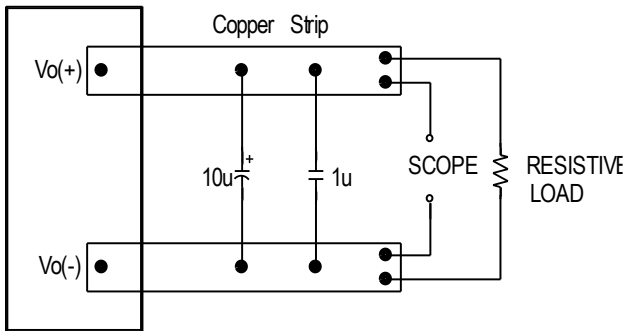 Copper Strip
Vo(+)
+
10u
1u
SCOPE
RESISTIVE
LOAD
Vo(-)